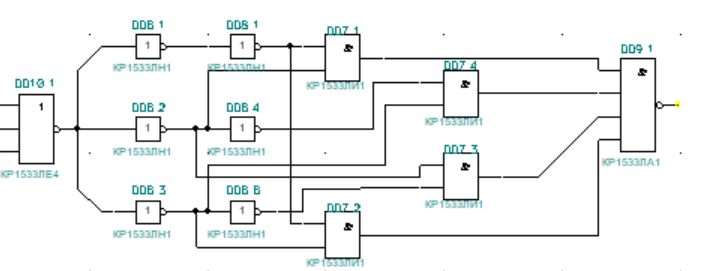 DD6 1
DD8 1
DD7 1
DD9 1
1
1
&
КР1533ЛН1
КР1533ЛН1
DD7 4
&
DD10 1
КР1533ЛИ1
1
DD6 2
DD6 4
1
1
КР1533ЛИ1
КР1533ЛН1
КР1533ЛН1
DD7 3
&
КР1533ЛА1
КР1533ЛЕ4
&
DD6 3
DD6 6
1
1
DD7 2
КР1533ЛИ1
&
КР1533ЛН1
КР1533ЛН1
КР1533ЛИ1